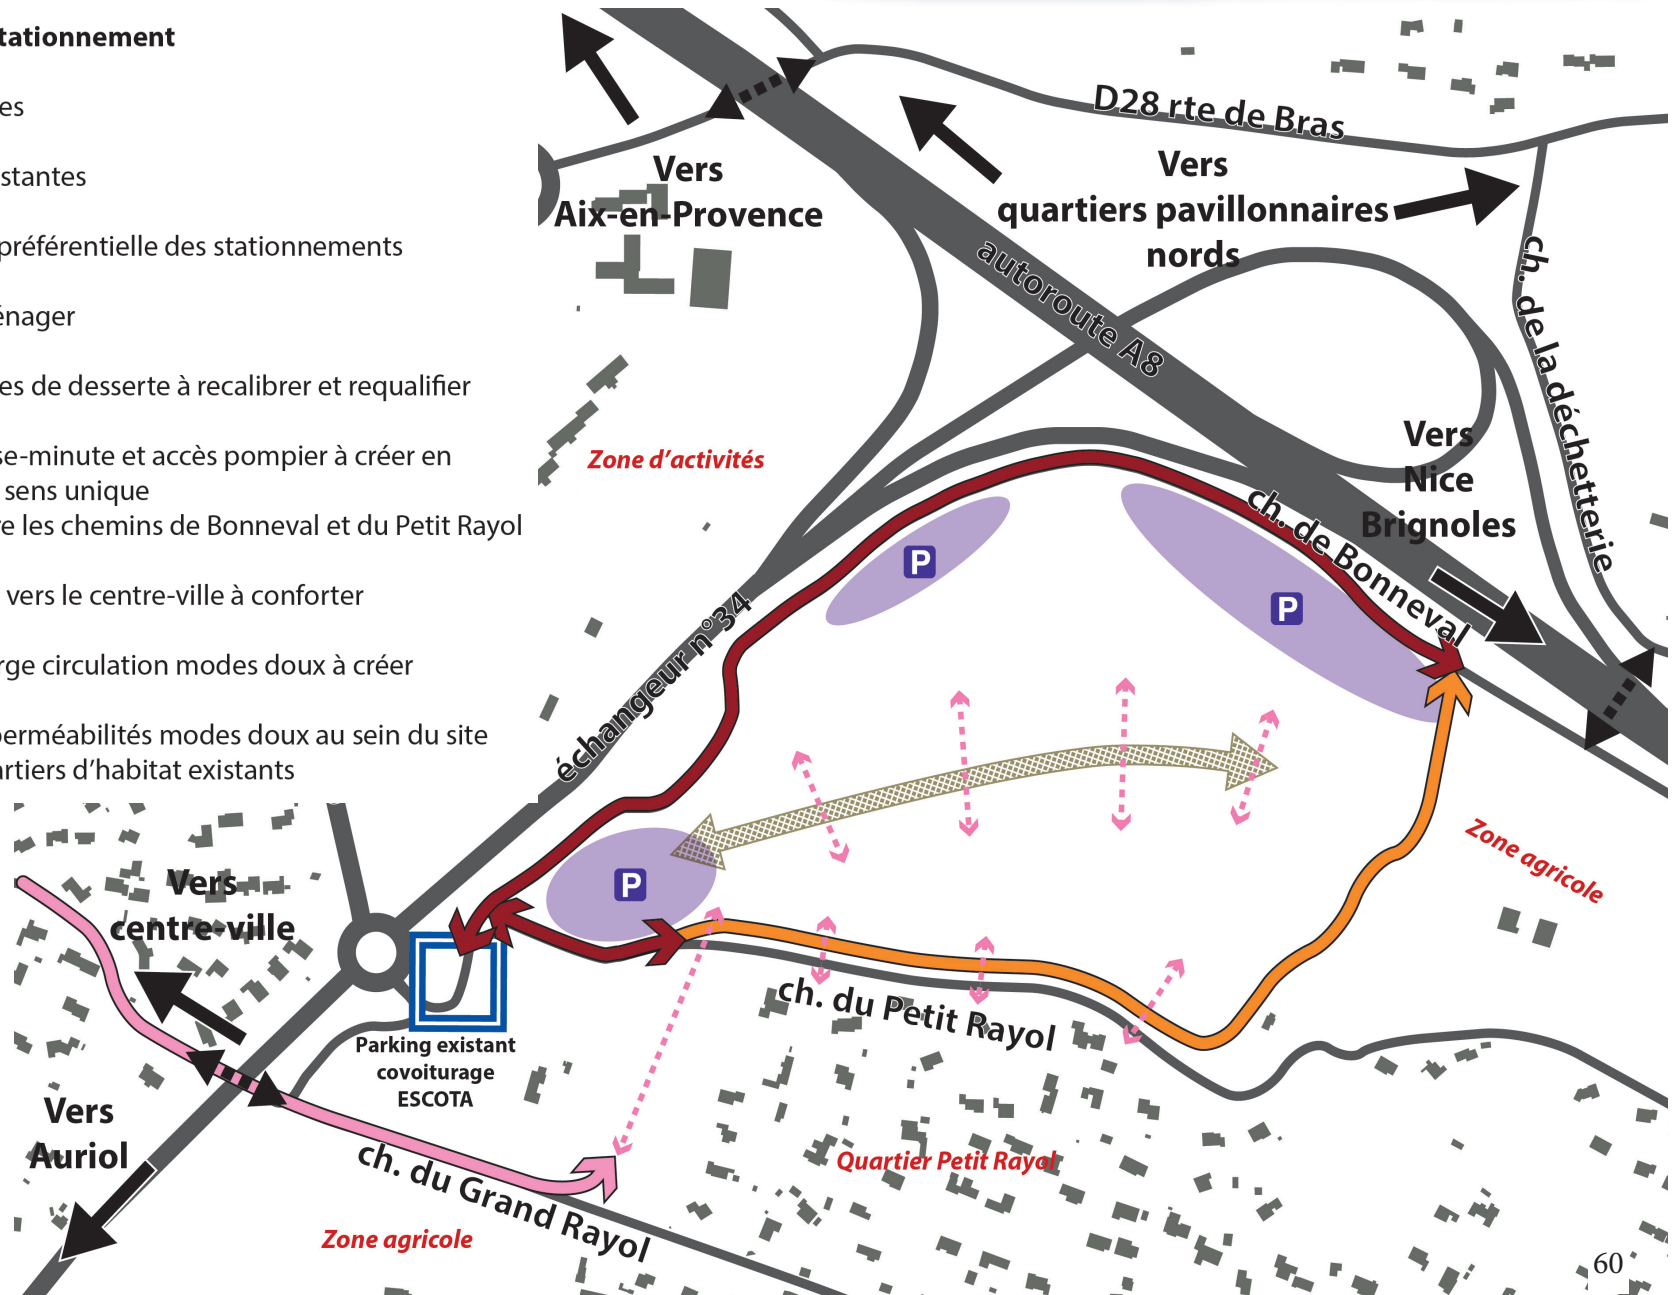 tationnement
es
stantes
préférentielle des stationnements
énager
es de desserte à recalibrer et requalifier
se-minute et accès pompier à créer en
sens unique
re les chemins de Bonneval et du Petit Rayol
vers le centre-ville à conforter
rge circulation modes doux à créer
perméabilités modes doux au sein du site
artiers d'habitat existants
D28 rte de Bras
Vers
Aix-en-Provence
Vers
quartiers pavillonnaires
nords
autoroute A8
ch. de la déchetterie
Vers
Nice
Brignoles
Zone d'activités
ch. de Bonneval
P
P
échangeur n°34
Zone agricole
P
Vers
centre-ville
ch. du Petit Rayol
Parking existant
covoiturage
ESCOTA
Vers
Auriol
ch. du Grand Rayol
Quartier Petit Rayol
Zone agricole
60